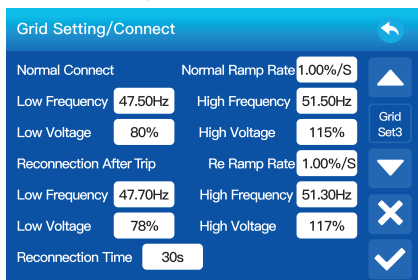 Grid Setting/Connect
Normal Connect Normal Ramp Rate 1.00%/S
Low Frequency 47.50Hz High Frequency 51.50Hz
Grid
Set3
Low Voltage 80% High Voltage 115%
Reconnection After Trip Re Ramp Rate 1.00%/S
Low Frequency 47.70Hz High Frequency 51.30Hz
Low Voltage 78% High Voltage 117%
Reconnection Time 30s